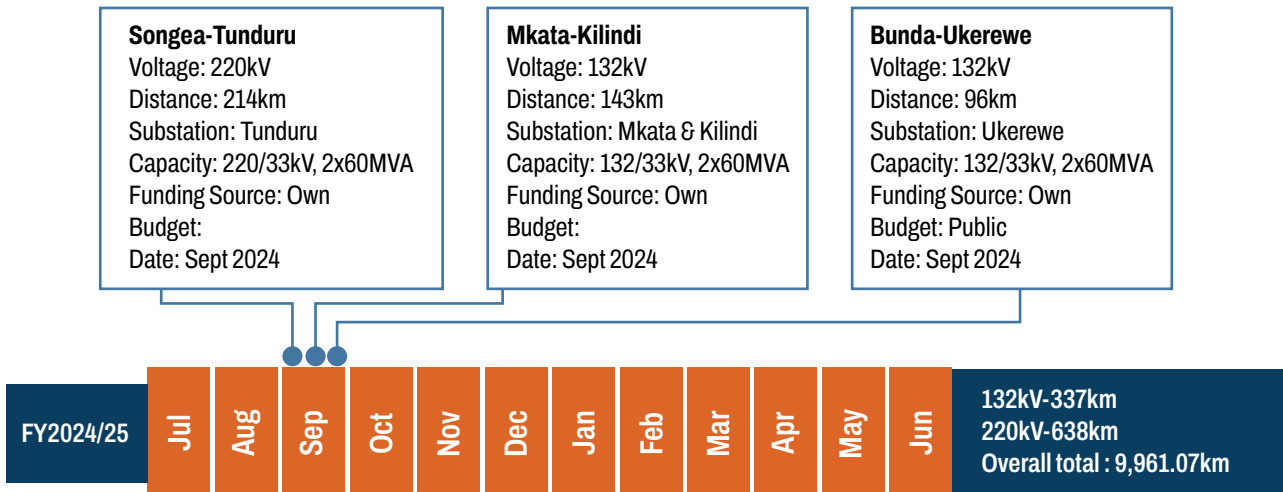 Songea-Tunduru
Voltage: 220kV
Distance: 214km
Substation: Tunduru
Capacity: 220/33kV, 2x60MVA
Funding Source: Own
Budget:
Date: Sept 2024
Mkata-Kilindi
Voltage: 132kV
Distance: 143km
Substation: Mkata & Kilindi
Capacity: 132/33kV, 2x60MVA
Funding Source: Own
Budget:
Date: Sept 2024
Bunda-Ukerewe
Voltage: 132kV
Distance: 96km
Substation: Ukerewe
Capacity: 132/33kV, 2x60MVA
Funding Source: Own
Budget: Public
Date: Sept 2024
FY2024/25
Jul
Aug
Sep
Oct
Nov
Dec
Jan
Feb
Mar
Apr
May
Jun
132kV-337km
220kV-638km
Overall total : 9,961.07km